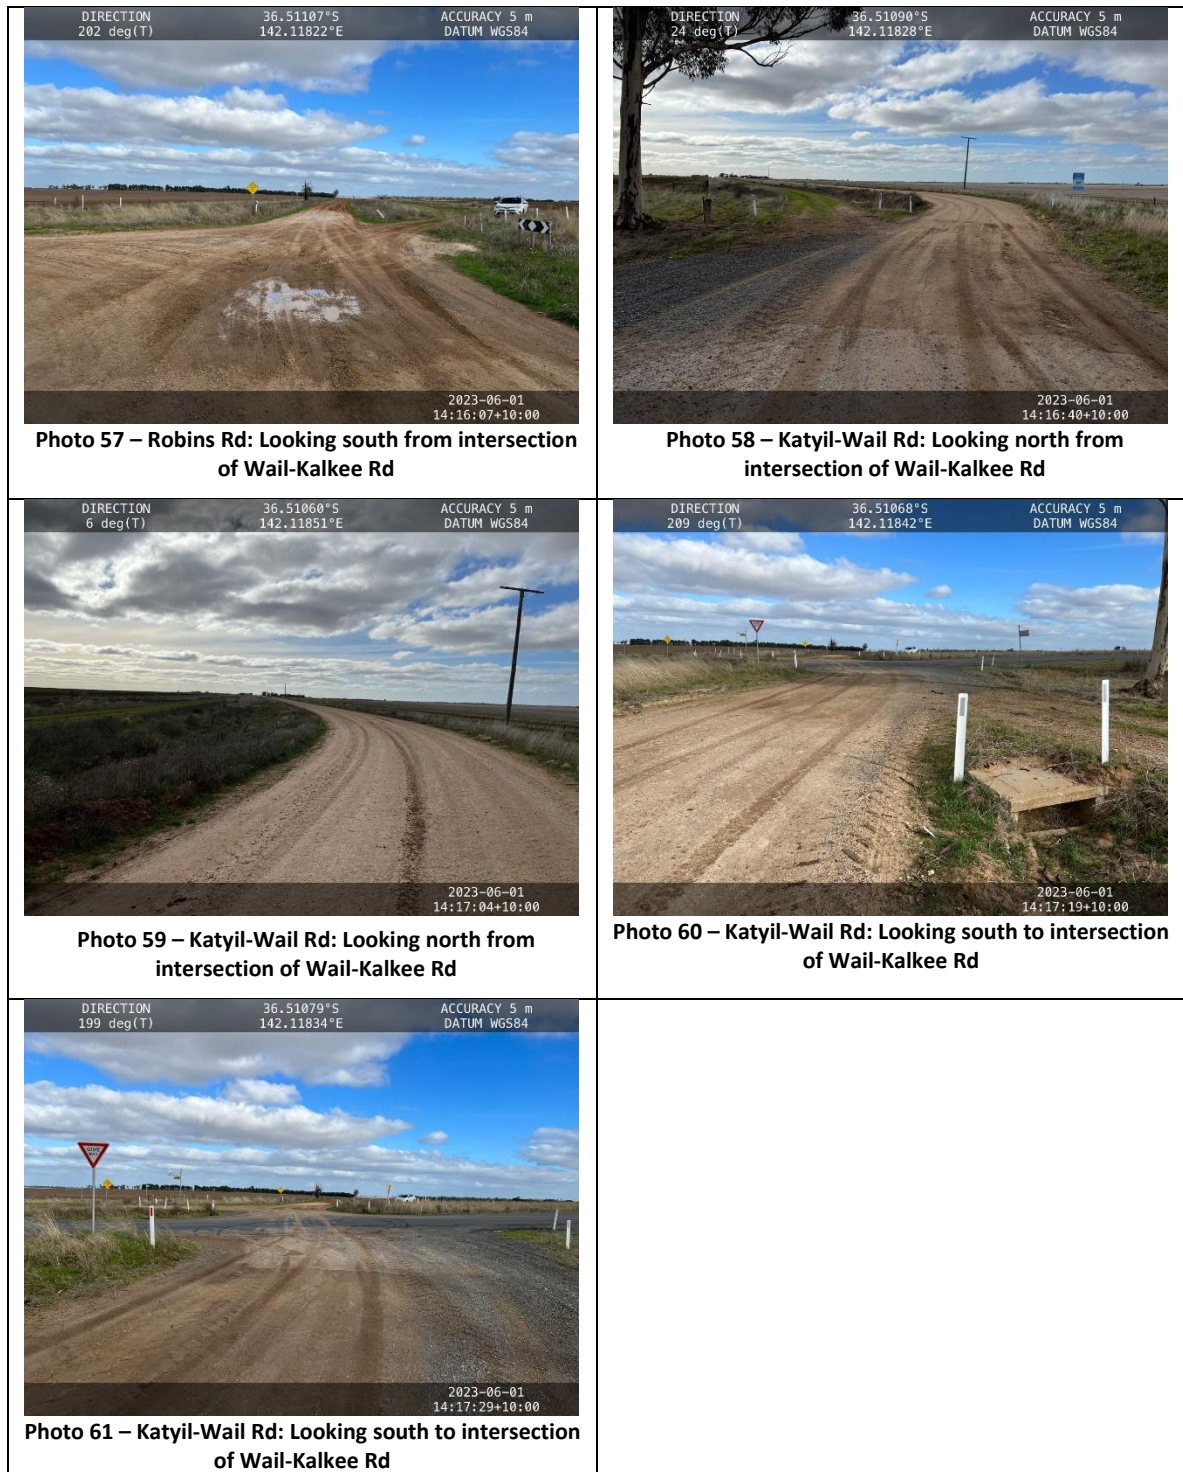 DIRECTION 36.51107°S ACCURACY 5 m
202 deg(T) 142.11822°E DATUM WGS84
2023-06-01
14:16:07+10:00
Photo 57 – Robins Rd: Looking south from intersection
of Wail-Kalkee Rd
DIRECTION 36.51090°S ACCURACY 5 m
24 deg(T) 142.11828°E DATUM WGS84
2023-06-01
14:16:40+10:00
Photo 58 – Katyil-Wail Rd: Looking north from
intersection of Wail-Kalkee Rd
DIRECTION 36.51060°S ACCURACY 5 m
6 deg(T) 142.11851°E DATUM WGS84
2023-06-01
14:17:04+10:00
Photo 59 – Katyil-Wail Rd: Looking north from
intersection of Wail-Kalkee Rd
DIRECTION 36.51068°S ACCURACY 5 m
209 deg(T) 142.11842°E DATUM WGS84
2023-06-01
14:17:19+10:00
Photo 60 – Katyil-Wail Rd: Looking south to intersection
of Wail-Kalkee Rd
DIRECTION 36.51079°S ACCURACY 5 m
199 deg(T) 142.11834°E DATUM WGS84
GIVE
WAY
2023-06-01
14:17:29+10:00
Photo 61 – Katyil-Wail Rd: Looking south to intersection
of Wail-Kalkee Rd